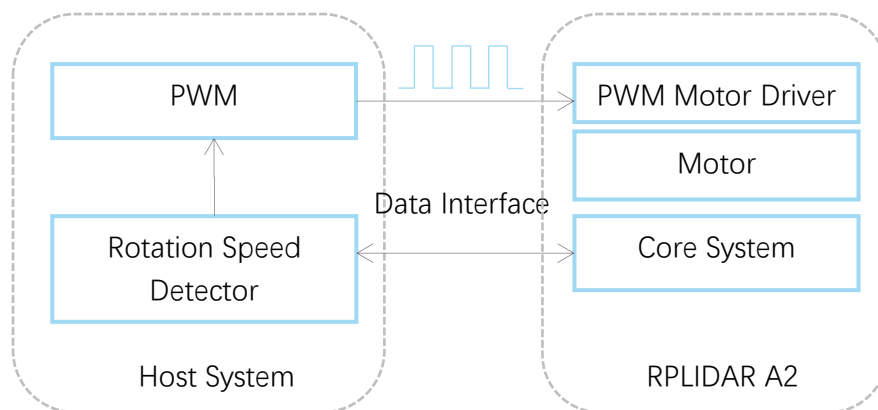 PWM
PWM Motor Driver
Motor
Data Interface
Rotation Speed
Detector
Core System
Host System
RPLIDAR A2